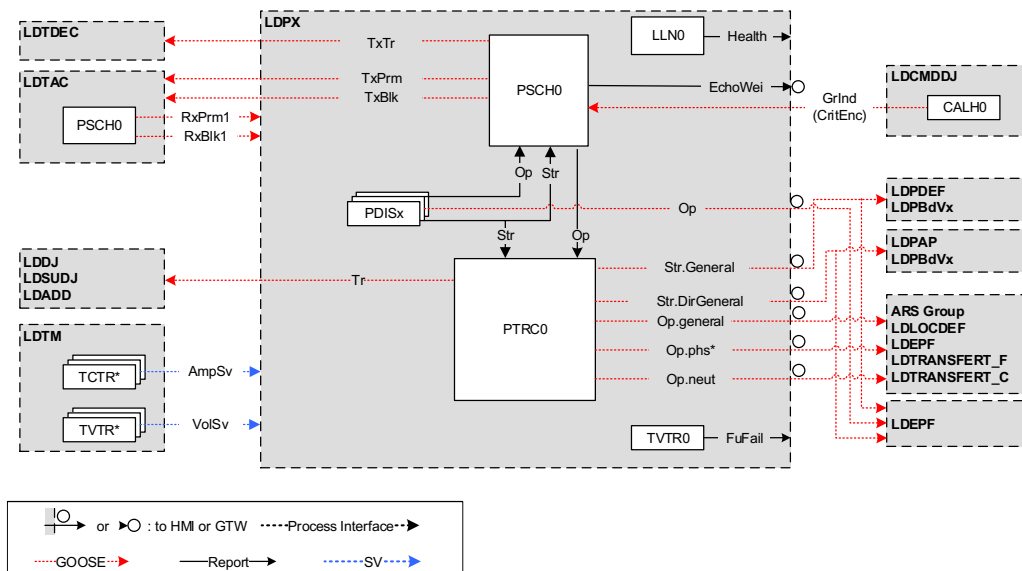 LDTDEC
LDPX
LLN0
Health
TxTr
LDTAC
TxPrm
TxBlk
PSCH0
PSCH0
RxPrm1
RxBlk1
EchoWei
LDCMDDJ
GrInd
(CritEnc)
CALH0
Op
Str
PDISx
Op
LDPDEF
LDPBdVx
Str
Op
LDPAP
LDPBdVx
LDDJ
LDSUDJ
LDADD
Tr
PTRC0
Str.General
Str.DirGeneral
Op.general
Op.phs*
Op.neut
ARS Group
LDLOCDEF
LDEPF
LDTRANSFERT_F
LDTRANSFERT_C
LDTM
TCTR*
AmpSv
TVTR*
VolSv
LDEPF
TVTR0
FuFail
or : to HMI or GTW
Process Interface
GOOSE
Report
SV